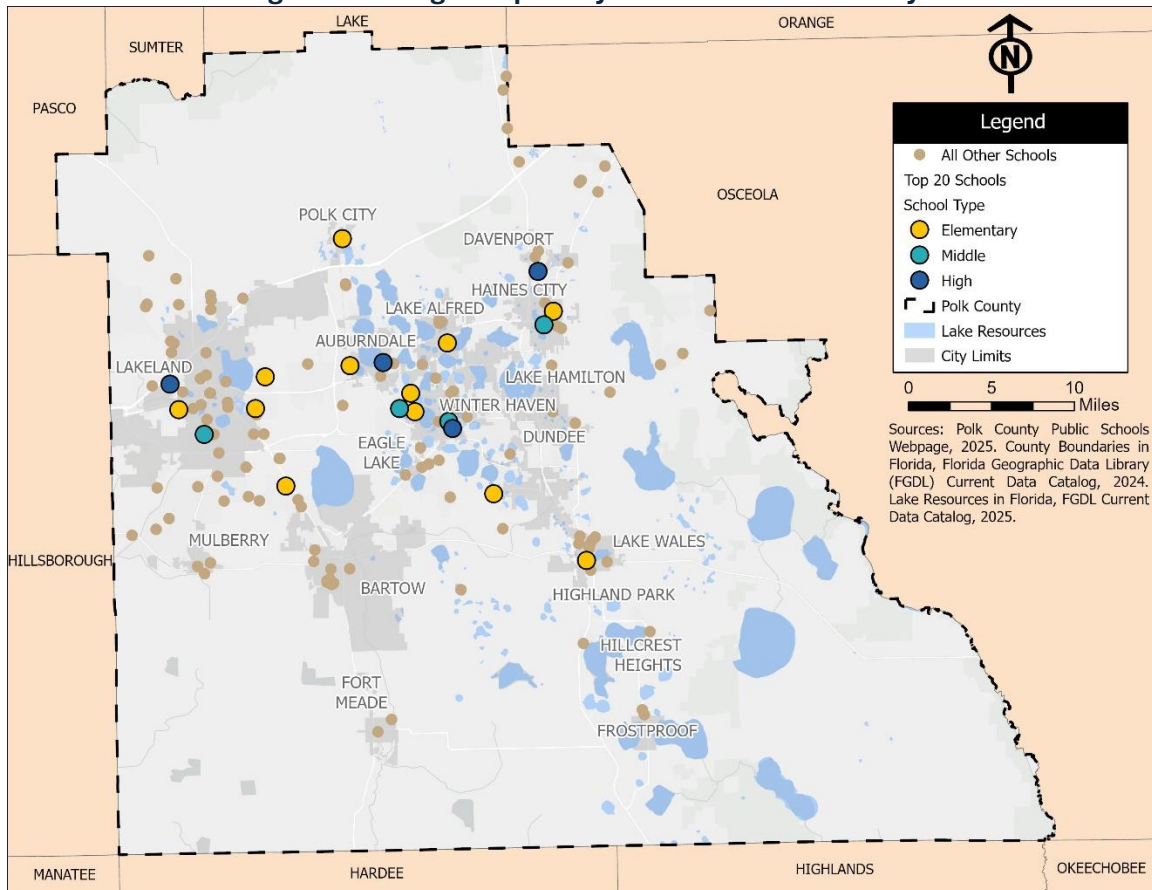 LAKE
ORANGE
SUMTER
N
PASCO
Legend
All Other Schools
Top 20 Schools
School Type
Elementary
Middle
High
Polk County
Lake Resources
City Limits
0 5 10
Miles
Sources: Polk County Public Schools
Webpage, 2025. County Boundaries in
Florida, Florida Geographic Data Library
(FGDL) Current Data Catalog, 2024.
Lake Resources in Florida, FGDL Current
Data Catalog, 2025.
OSCEOLA
POLK CITY
DAVENPORT
HAINES CITY
LAKE ALFRED
AUBURNDALE
LAKELAND
LAKE HAMILTON
WINTER HAVEN
DUNDEE
EAGLE
LAKE
MULBERRY
LAKE WALES
HILLSBOROUGH
BARTOW
HIGHLAND PARK
HILLCREST
HEIGHTS
FORT
MEADE
FROSTPROOF
MANATEE
HARDEE
HIGHLANDS
OKEECHOBEE